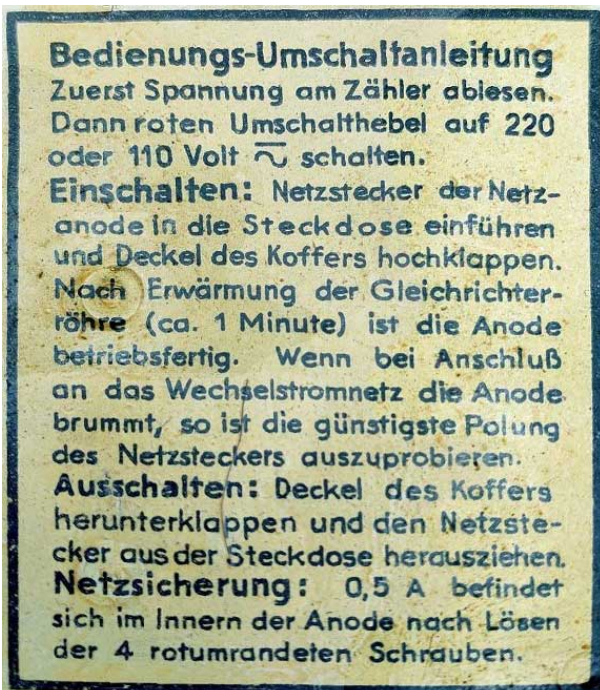 Bedienungs-Umschaltanleitung
Zuerst Spannung am Zähler ablesen.
Dann roten Umschalthebel auf 220
oder 110 Volt ⏦ schalten.
Einschalten: Netzstecker der Netz-
anode in die Steckdose einführen
und Deckel des Koffers hochklappen.
Nach Erwärmung der Gleichrichter-
röhre (ca. 1 Minute) ist die Anode
betriebsfertig. Wenn bei Anschluß
an das Wechselstromnetz die Anode
brummt, so ist die günstigste Polung
des Netzsteckers auszuprobieren.
Ausschalten: Deckel des Koffers
herunterklappen und den Netzste-
cker aus der Steckdose herausziehen.
Netzsicherung: 0,5 A befindet
sich im Innern der Anode nach Lösen
der 4 rotumrandeten Schrauben.